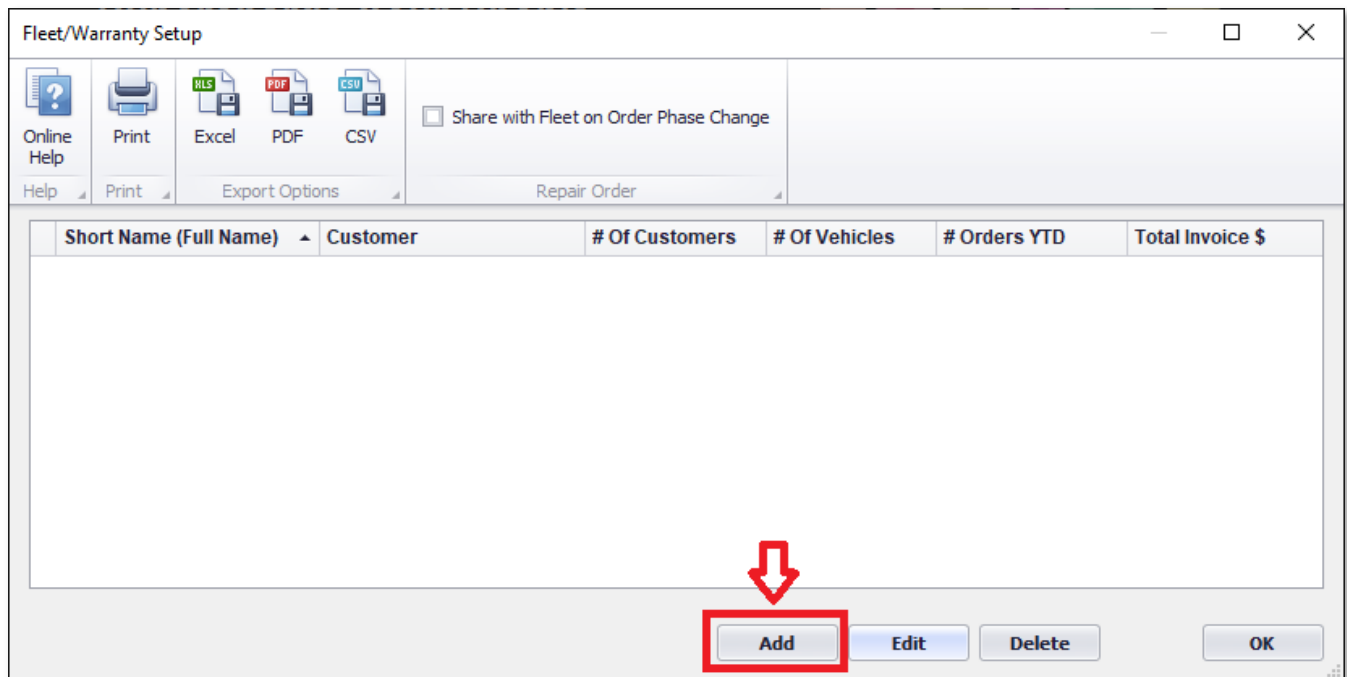 Fleet/Warranty Setup
XLS PDF CSV
Share with Fleet on Order Phase Change
Online Help Print Excel PDF CSV
Help Print Export Options Repair Order
Short Name (Full Name) Customer # Of Customers # Of Vehicles # Orders YTD Total Invoice $
Add Edit Delete OK